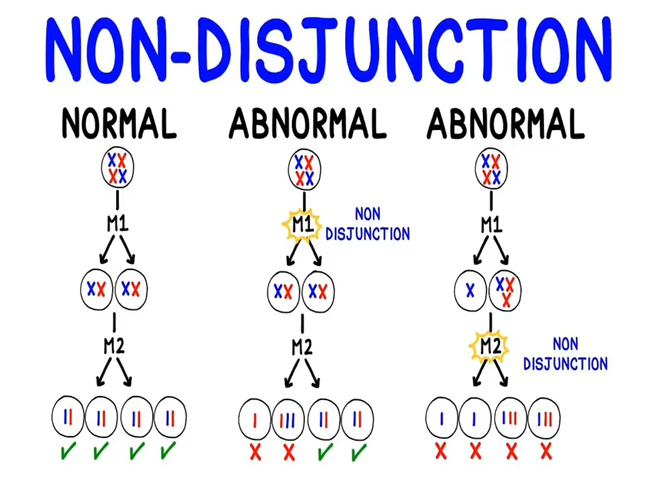 NON-DISJUNCTION
NORMAL
ABNORMAL
ABNORMAL
M1
M1
NON
DISJUNCTION
M1
M2
M2
M2
NON
DISJUNCTION